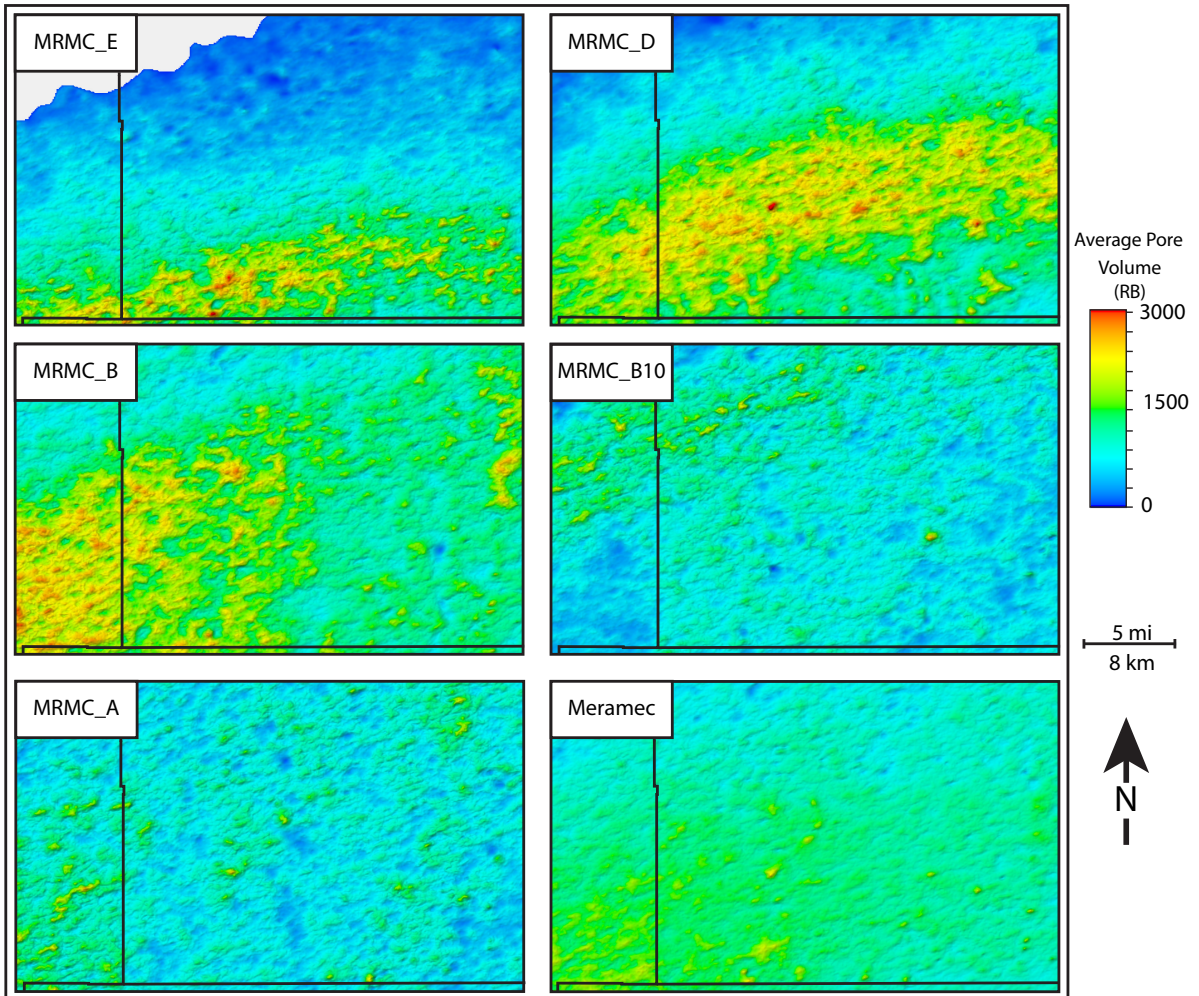 MRMC_E
MRMC_D
MRMC_B
MRMC_B10
MRMC_A
Meramec
Average Pore
Volume
(RB)
3000
1500
0
5 mi
8 km
N